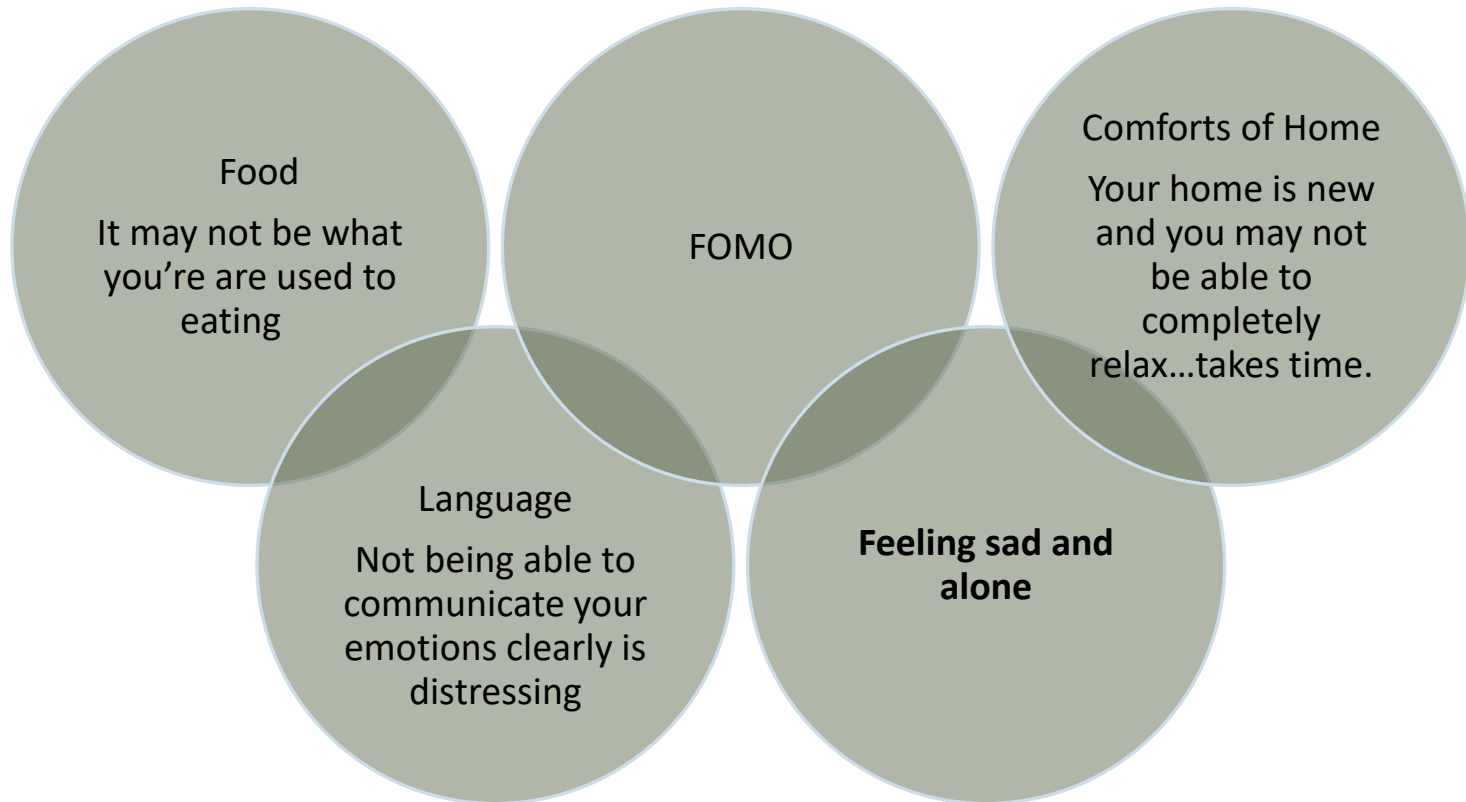 Food
It may not be what
you’re are used to
eating
FOMO
Comforts of Home
Your home is new
and you may not
be able to
completely
relax…takes time.
Language
Not being able to
communicate your
emotions clearly is
distressing
Feeling sad and
alone